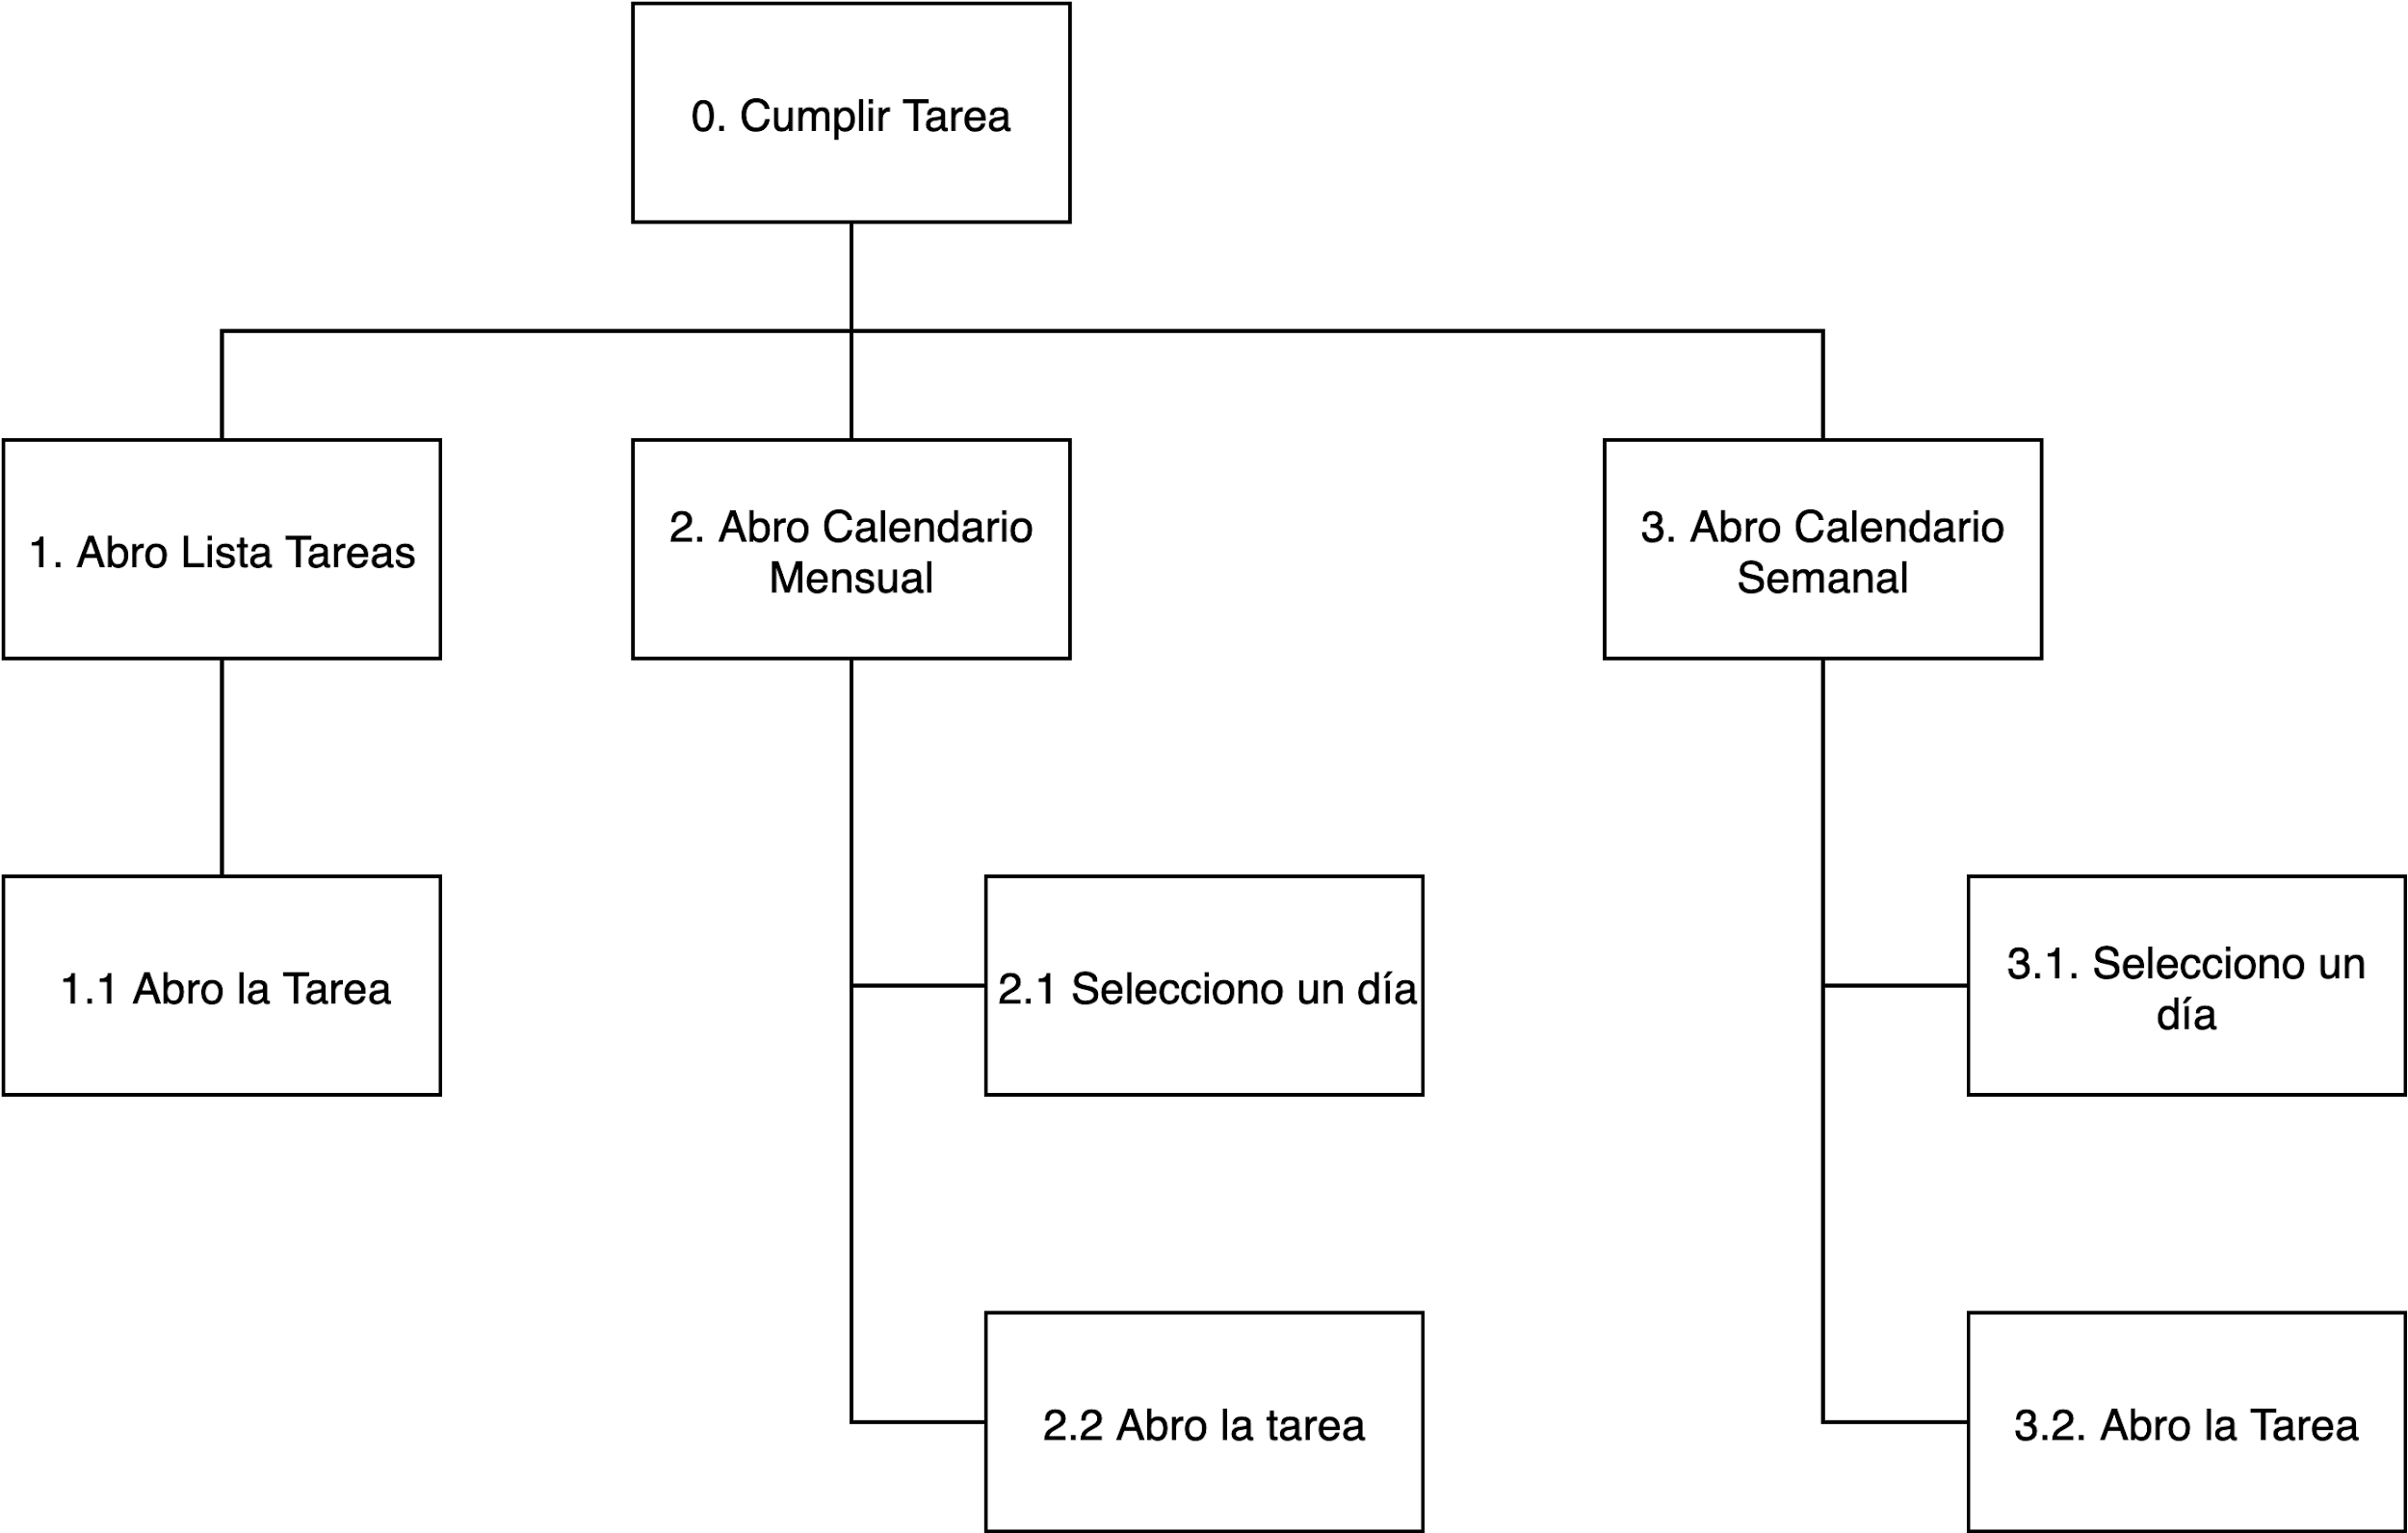 0. Cumplir Tarea
1. Abro Lista Tareas
2. Abro Calendario
Mensual
3. Abro Calendario
Semanal
1.1 Abro la Tarea
2.1 Selecciono un día
3.1. Selecciono un
día
2.2 Abro la tarea
3.2. Abro la Tarea